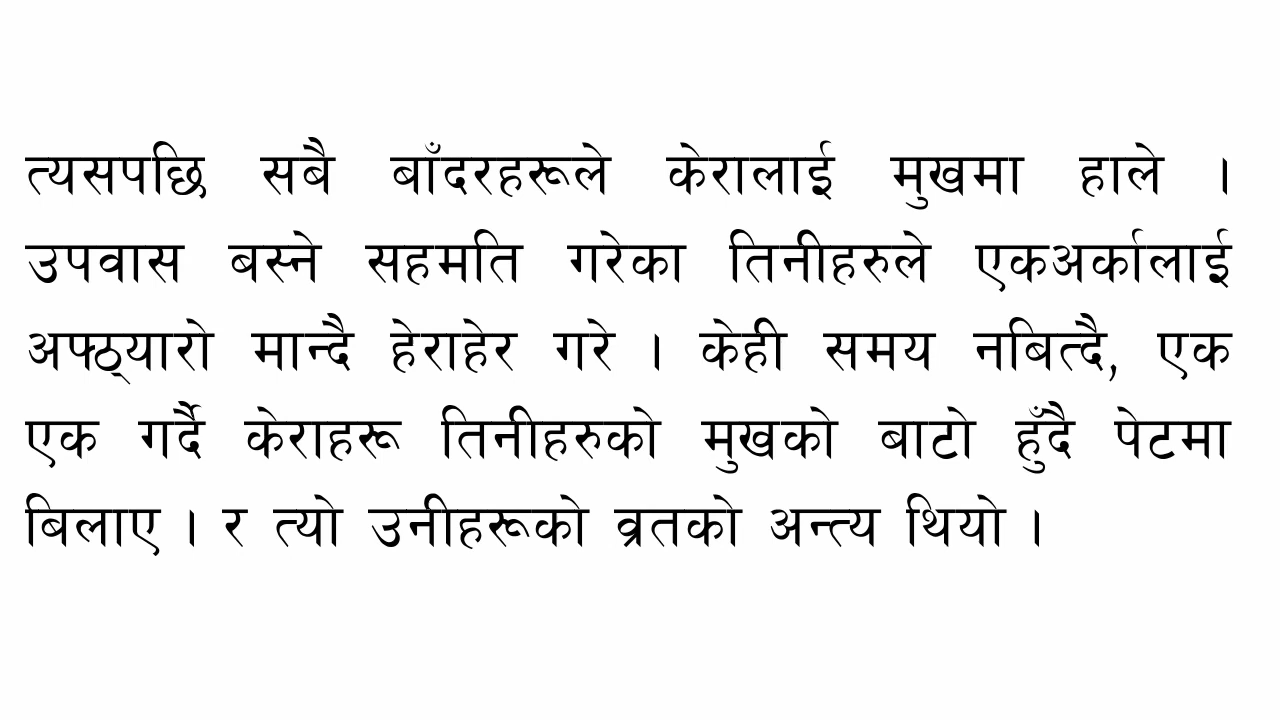 त्यसपछि सबै बाँदरहरूले केरालाई मुखमा हाले ।
उपवास बस्ने सहमति गरेका तिनीहरुले एकअर्कालाई
अफ्ठ्यारो मान्दै हेराहेर गरे । केही समय नबित्दै, एक
एक गर्दै केराहरू तिनीहरुको मुखको बाटो हुँदै पेटमा
बिलाए । र त्यो उनीहरूको व्रतको अन्त्य थियो ।